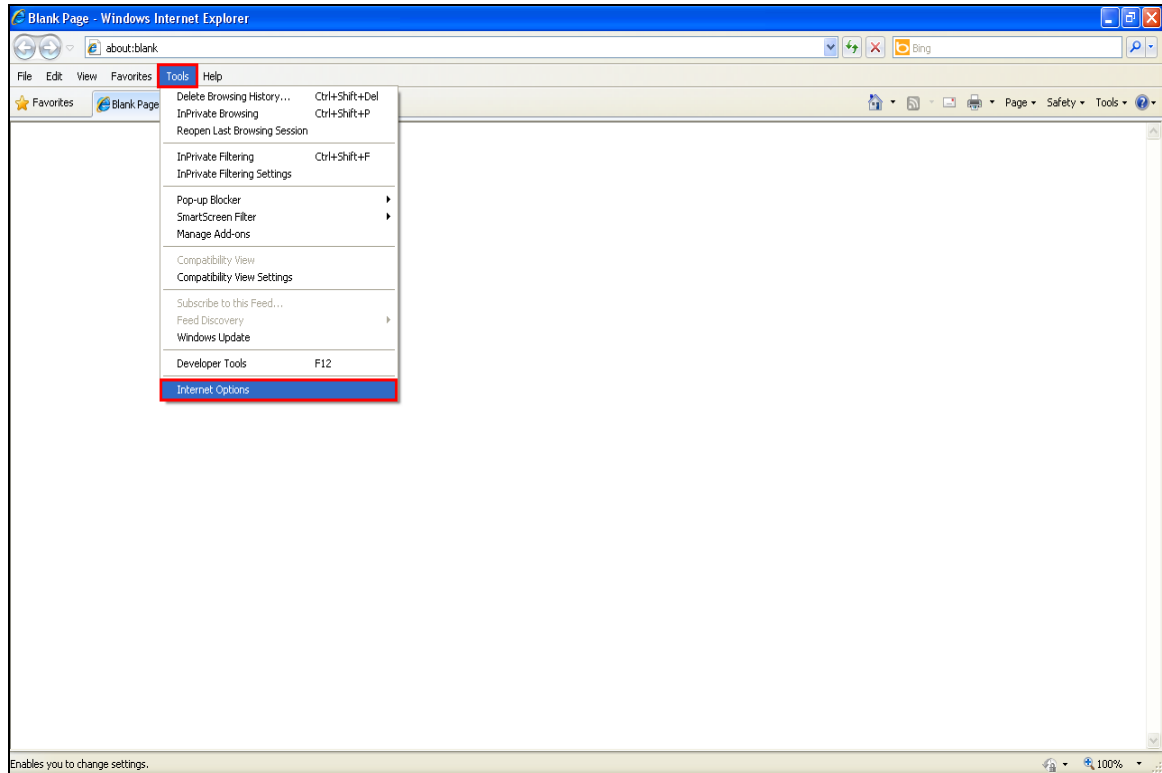 Blank Page - Windows Internet Explorer
about:blank
Bing
File Edit View Favorites Tools Help
Favorites Blank Page
Page Safety Tools
Delete Browsing History... Ctrl+Shift+Del
InPrivate Browsing Ctrl+Shift+P
Reopen Last Browsing Session
InPrivate Filtering Ctrl+Shift+F
InPrivate Filtering Settings
Pop-up Blocker
SmartScreen Filter
Manage Add-ons
Compatibility View
Compatibility View Settings
Subscribe to this Feed...
Feed Discovery
Windows Update
Developer Tools F12
Internet Options
Enables you to change settings.
100%